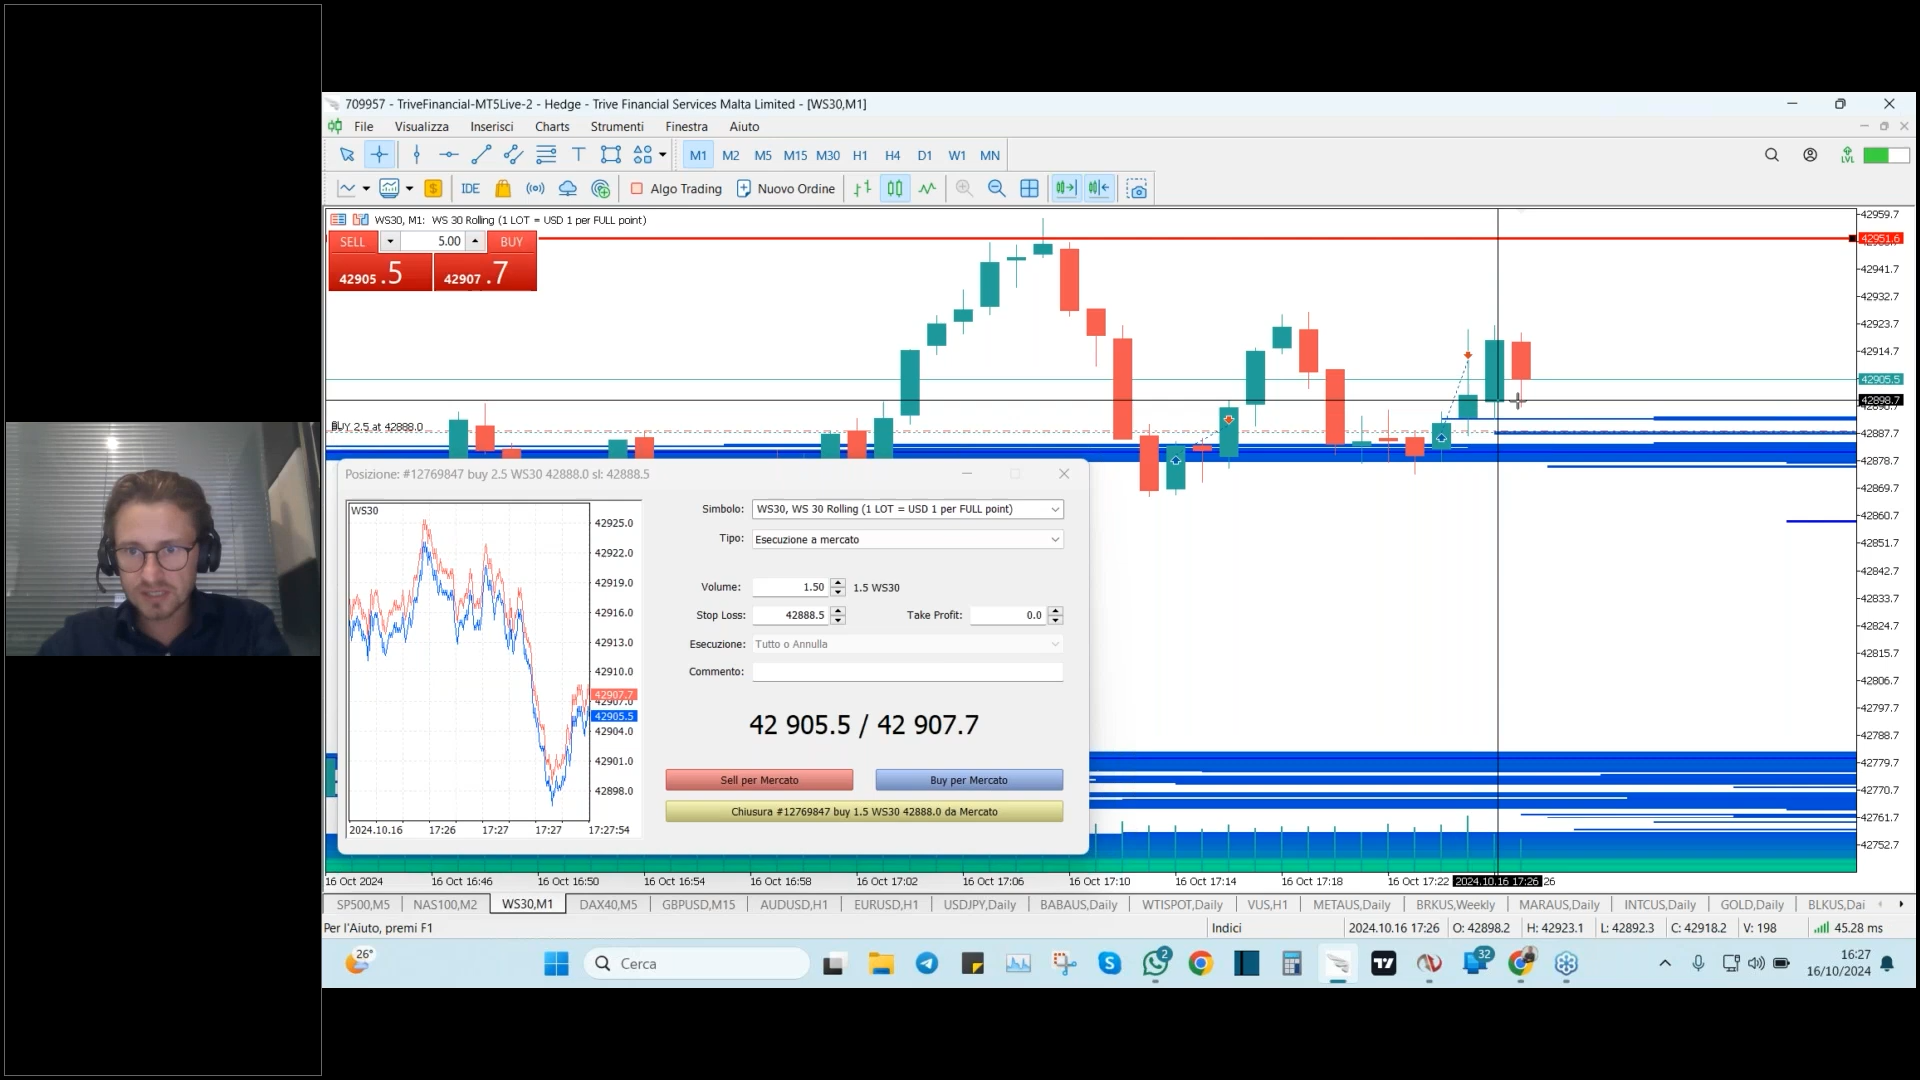 709957 - TriveFinancial-MT5Live-2 - Hedge - Trive Financial Services Malta Limited - [WS30,M1]
File Visualizza Inserisci Charts Strumenti Finestra Aiuto
M1 M2 M5 M15 M30 H1 H4 D1 W1 MN
LVL
IDE Algo Trading Nuovo Ordine
WS30, M1: WS 30 Rolling (1 LOT = USD 1 per FULL point)
SELL 5.00 BUY
42905.5 42907.7
42959.7
42951.6
42941.7
42932.7
42923.7
42914.7
42905.5
42898.7
42887.7
42878.7
42869.7
42860.7
42851.7
42842.7
42833.7
42824.7
42815.7
42806.7
42797.7
42788.7
42779.7
42770.7
42761.7
42752.7
BUY 2.5 at 42888.0
Posizione: #12769847 buy 2.5 WS30 42888.0 sl: 42888.5
WS30
42925.0
42922.0
42919.0
42916.0
42913.0
42910.0
42907.7
42907.0
42905.5
42904.0
42901.0
42898.0
2024.10.16 17:26 17:27 17:27 17:27:54
Simbolo: WS30, WS 30 Rolling (1 LOT = USD 1 per FULL point)
Tipo: Esecuzione a mercato
Volume: 1.50 1.5 WS30
Stop Loss: 42888.5 Take Profit: 0.0
Esecuzione: Tutto o Annulla
Commento:
42 905.5 / 42 907.7
Sell per Mercato Buy per Mercato
Chiusura #12769847 buy 1.5 WS30 42888.0 da Mercato
16 Oct 2024 16 Oct 16:46 16 Oct 16:50 16 Oct 16:54 16 Oct 16:58 16 Oct 17:02 16 Oct 17:06 16 Oct 17:10 16 Oct 17:14 16 Oct 17:18 16 Oct 17:22 2024.10.16 17:26 26
SP500,M5 NAS100,M2 WS30,M1 DAX40,M5 GBPUSD,M15 AUDUSD,H1 EURUSD,H1 USDJPY,Daily BABAUS,Daily WTISPOT,Daily VUS,H1 METAUS,Daily BRKUS,Weekly MARAUS,Daily INTCUS,Daily GOLD,Daily BLKUS,Dai
Per l'Aiuto, premi F1 Indici 2024.10.16 17:26 O: 42898.2 H: 42923.1 L: 42892.3 C: 42918.2 V: 198 45.28 ms
26° Cerca 2 32 16:27
16/10/2024